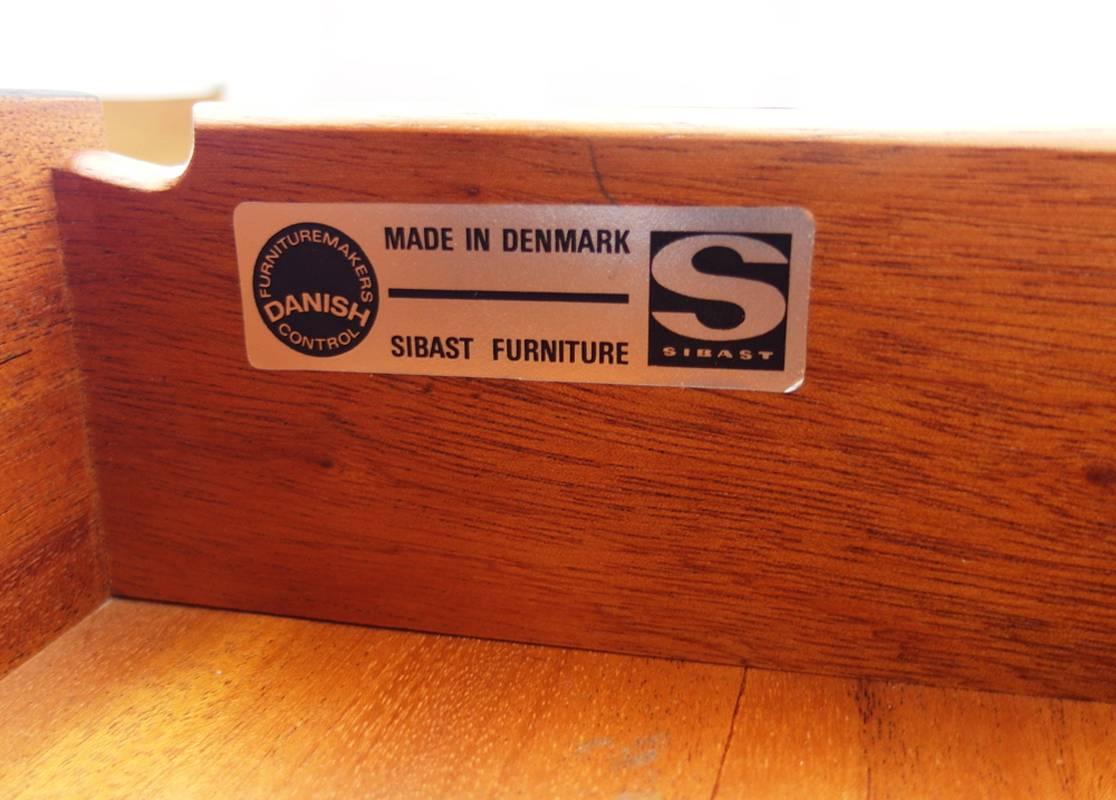 FURNITUREMAKERS
DANISH
CONTROL
MADE IN DENMARK
SIBAST FURNITURE
S
SIBAST